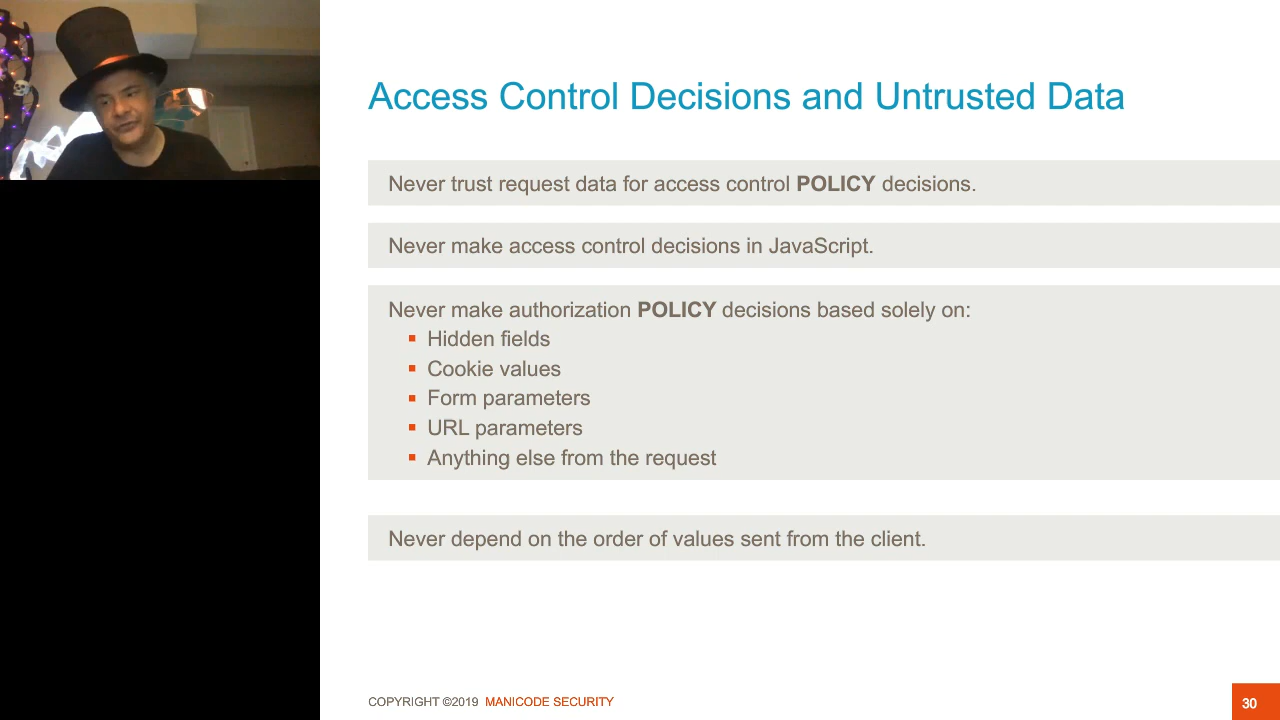 Access Control Decisions and Untrusted Data
Never trust request data for access control POLICY decisions.
Never make access control decisions in JavaScript.
Never make authorization POLICY decisions based solely on:
Hidden fields
Cookie values
Form parameters
URL parameters
Anything else from the request
Never depend on the order of values sent from the client.
COPYRIGHT ©2019 MANICODE SECURITY
30